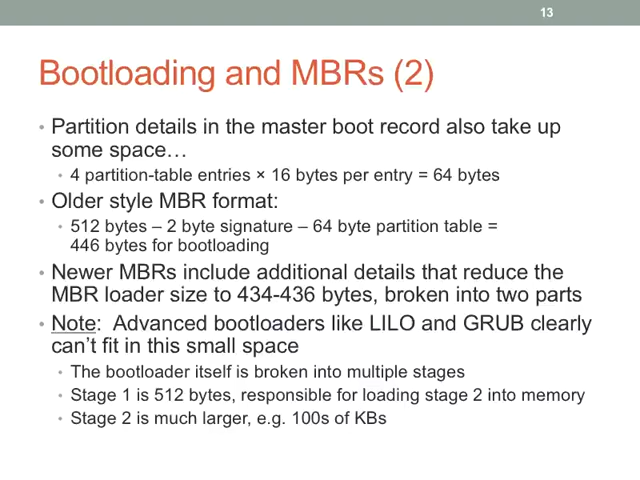 13
Bootloading and MBRs (2)
• Partition details in the master boot record also take up
some space…
• 4 partition-table entries × 16 bytes per entry = 64 bytes
• Older style MBR format:
• 512 bytes – 2 byte signature – 64 byte partition table =
446 bytes for bootloading
• Newer MBRs include additional details that reduce the
MBR loader size to 434-436 bytes, broken into two parts
• Note:  Advanced bootloaders like LILO and GRUB clearly
can’t fit in this small space
• The bootloader itself is broken into multiple stages
• Stage 1 is 512 bytes, responsible for loading stage 2 into memory
• Stage 2 is much larger, e.g. 100s of KBs